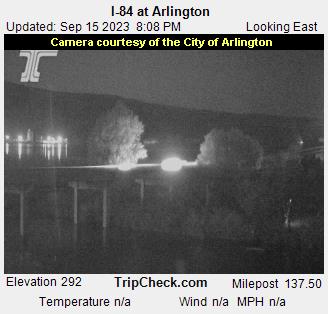 I-84 at Arlington
Updated: Sep 15 2023 8:08 PM Looking East
Camera courtesy of the City of Arlington
Elevation 292 TripCheck.com Milepost 137.50
Temperature n/a Wind n/a MPH n/a